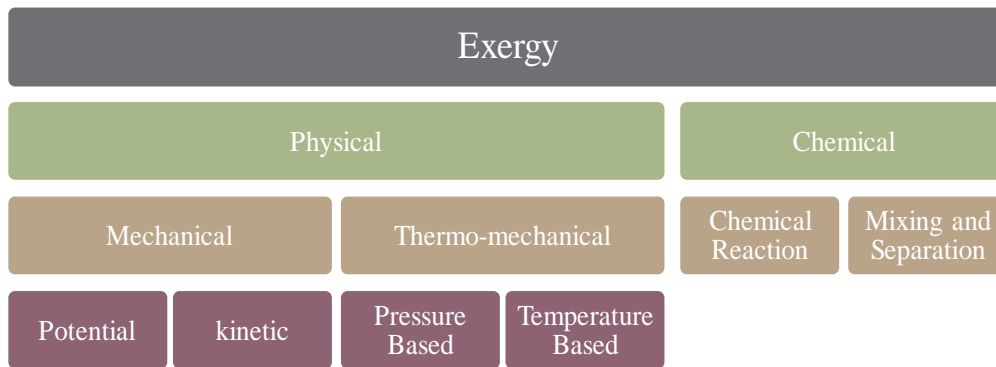 Exergy
Physical
Chemical
Mechanical
Thermo-mechanical
Chemical
Reaction
Mixing and
Separation
Potential
kinetic
Pressure
Based
Temperature
Based